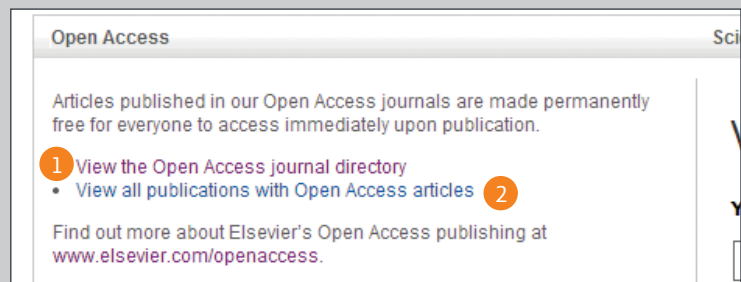 Open Access
Sci
Articles published in our Open Access journals are made permanently
free for everyone to access immediately upon publication.
1 View the Open Access journal directory
• View all publications with Open Access articles 2
Find out more about Elsevier's Open Access publishing at
www.elsevier.com/openaccess.